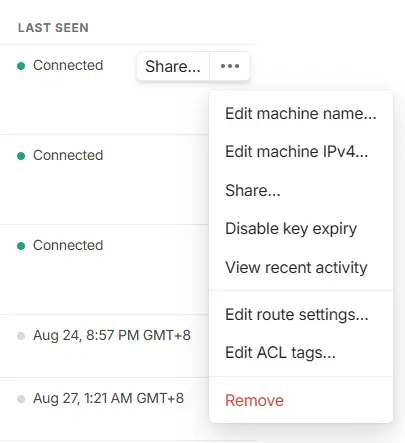 LAST SEEN
Connected
Share...
Edit machine name...
Edit machine IPv4...
Connected
Share...
Disable key expiry
Connected
View recent activity
Edit route settings...
Aug 24, 8:57 PM GMT+8
Edit ACL tags...
Aug 27, 1:21 AM GMT+8
Remove